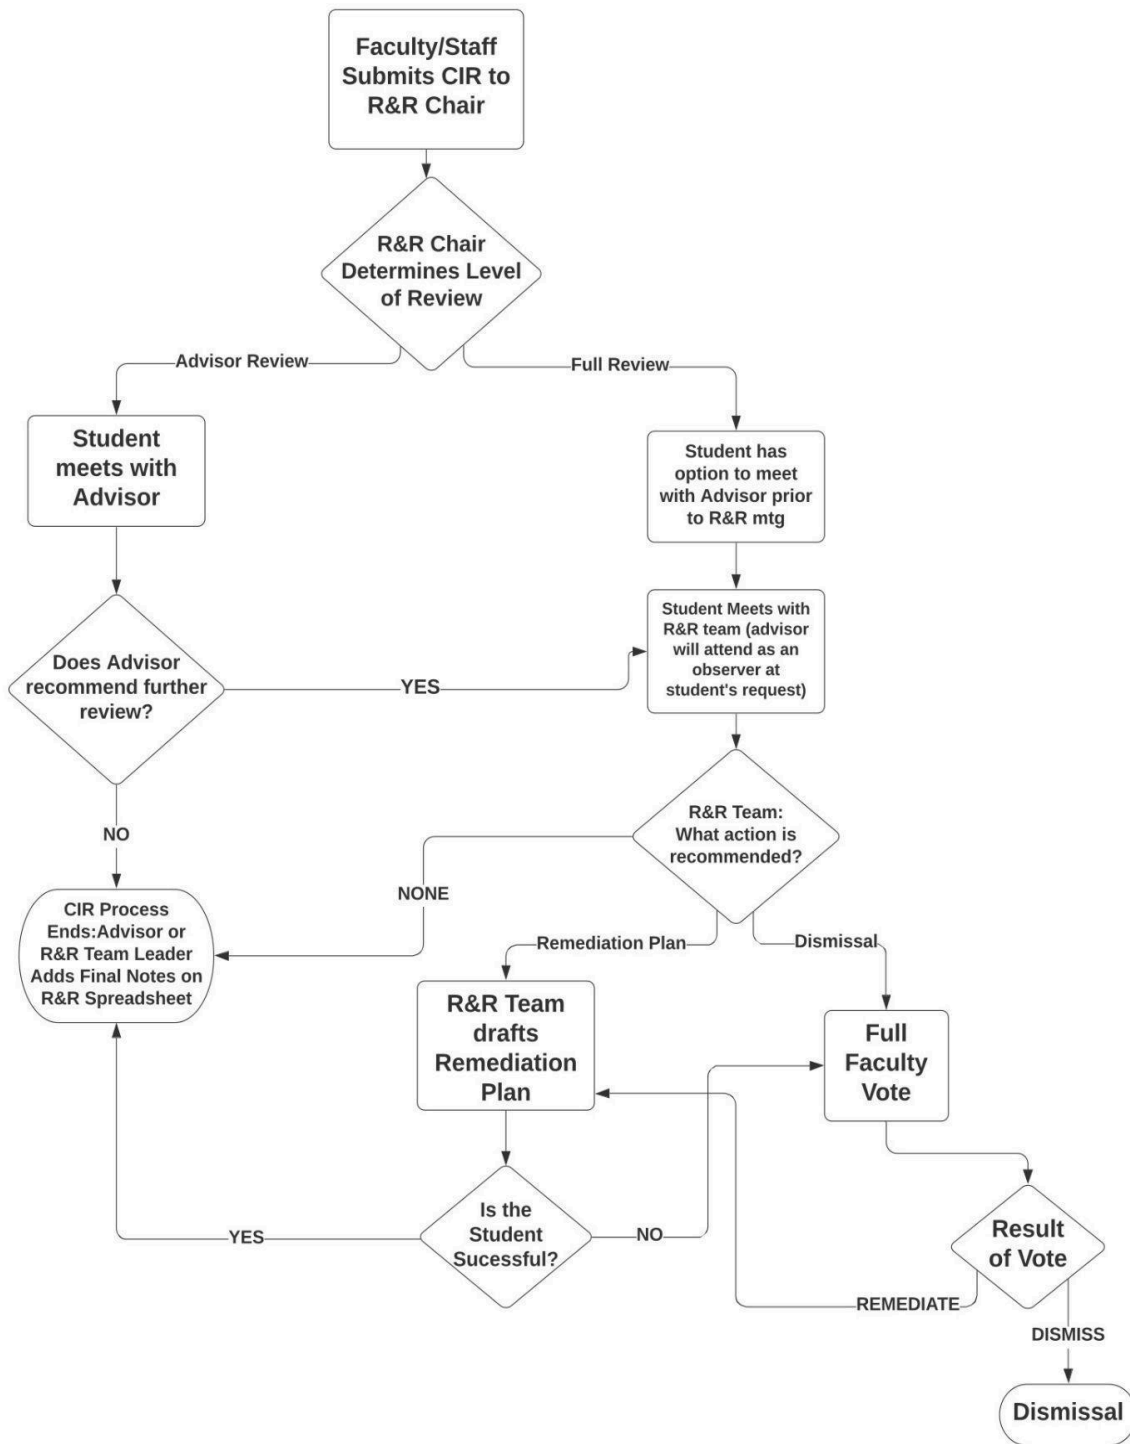 Faculty/Staff
Submits CIR to
R&R Chair
R&R Chair
Determines Level
of Review
Advisor Review
Full Review
Student
meets with
Advisor
Student has
option to meet
with Advisor prior
to R&R mtg
Student Meets with
R&R team (advisor
will attend as an
observer at
student's request)
Does Advisor
recommend further
review?
YES
NO
R&R Team:
What action is
recommended?
NONE
CIR Process
Ends:Advisor or
R&R Team Leader
Adds Final Notes on
R&R Spreadsheet
Remediation Plan
Dismissal
R&R Team
drafts
Remediation
Plan
Full
Faculty
Vote
Is the
Student
Sucessful?
YES
NO
Result
of Vote
REMEDIATE
DISMISS
Dismissal